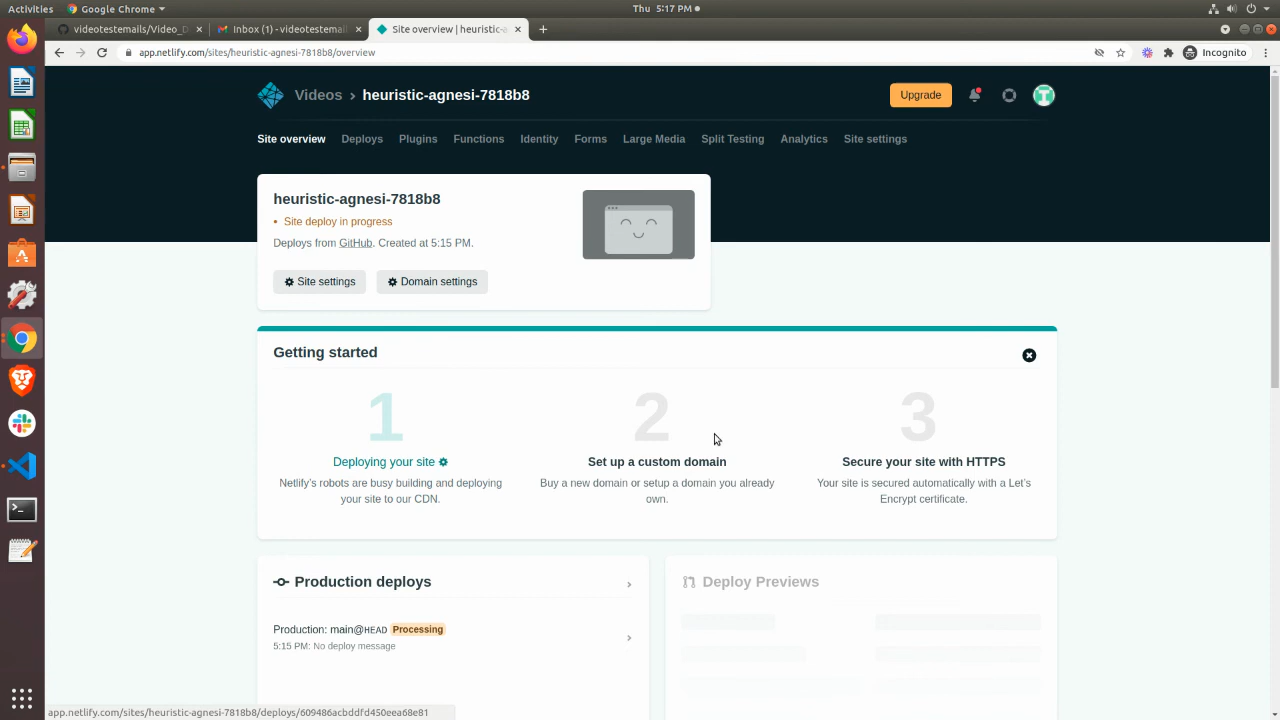 Activities
Google Chrome
Thu 5:17 PM
videotestemails/Video_D
Inbox (1) - videotestemail
Site overview | heuristic-a
app.netlify.com/sites/heuristic-agnesi-7818b8/overview
Incognito
Videos › heuristic-agnesi-7818b8
Upgrade
Site overview
Deploys
Plugins
Functions
Identity
Forms
Large Media
Split Testing
Analytics
Site settings
heuristic-agnesi-7818b8
• Site deploy in progress
Deploys from GitHub. Created at 5:15 PM.
Site settings
Domain settings
Getting started
1
Deploying your site
Netlify's robots are busy building and deploying
your site to our CDN.
2
Set up a custom domain
Buy a new domain or setup a domain you already
own.
3
Secure your site with HTTPS
Your site is secured automatically with a Let's
Encrypt certificate.
Production deploys
Production: main@HEAD Processing
5:15 PM: No deploy message
Deploy Previews
app.netlify.com/sites/heuristic-agnesi-7818b8/deploys/609486acbddfd450eea68e81